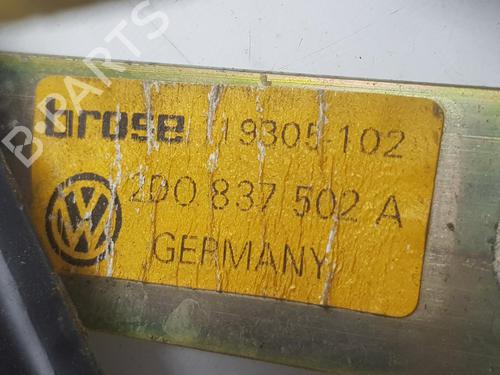 B-PARTS
brose 19305-102
2D0 837 502 A
GERMANY